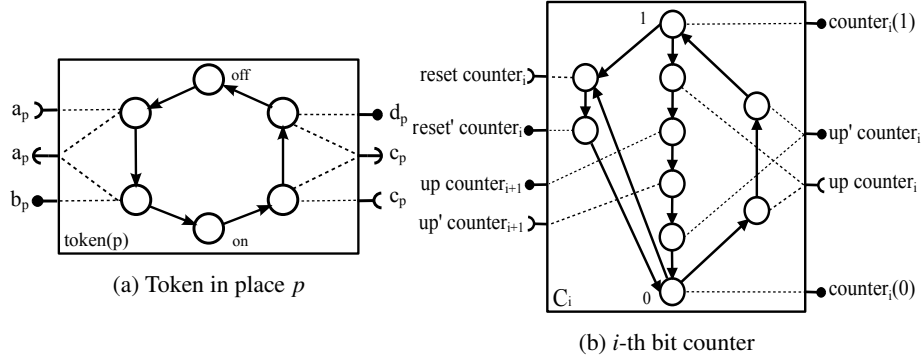 off
a_p
a_p
b_p
d_p
c_p
c_p
token(p)
on
(a) Token in place p
1
counter_i(1)
reset counter_i
reset' counter_i
up' counter_i
up counter_{i+1}
up counter_i
up' counter_{i+1}
C_i
0
counter_i(0)
(b) i-th bit counter